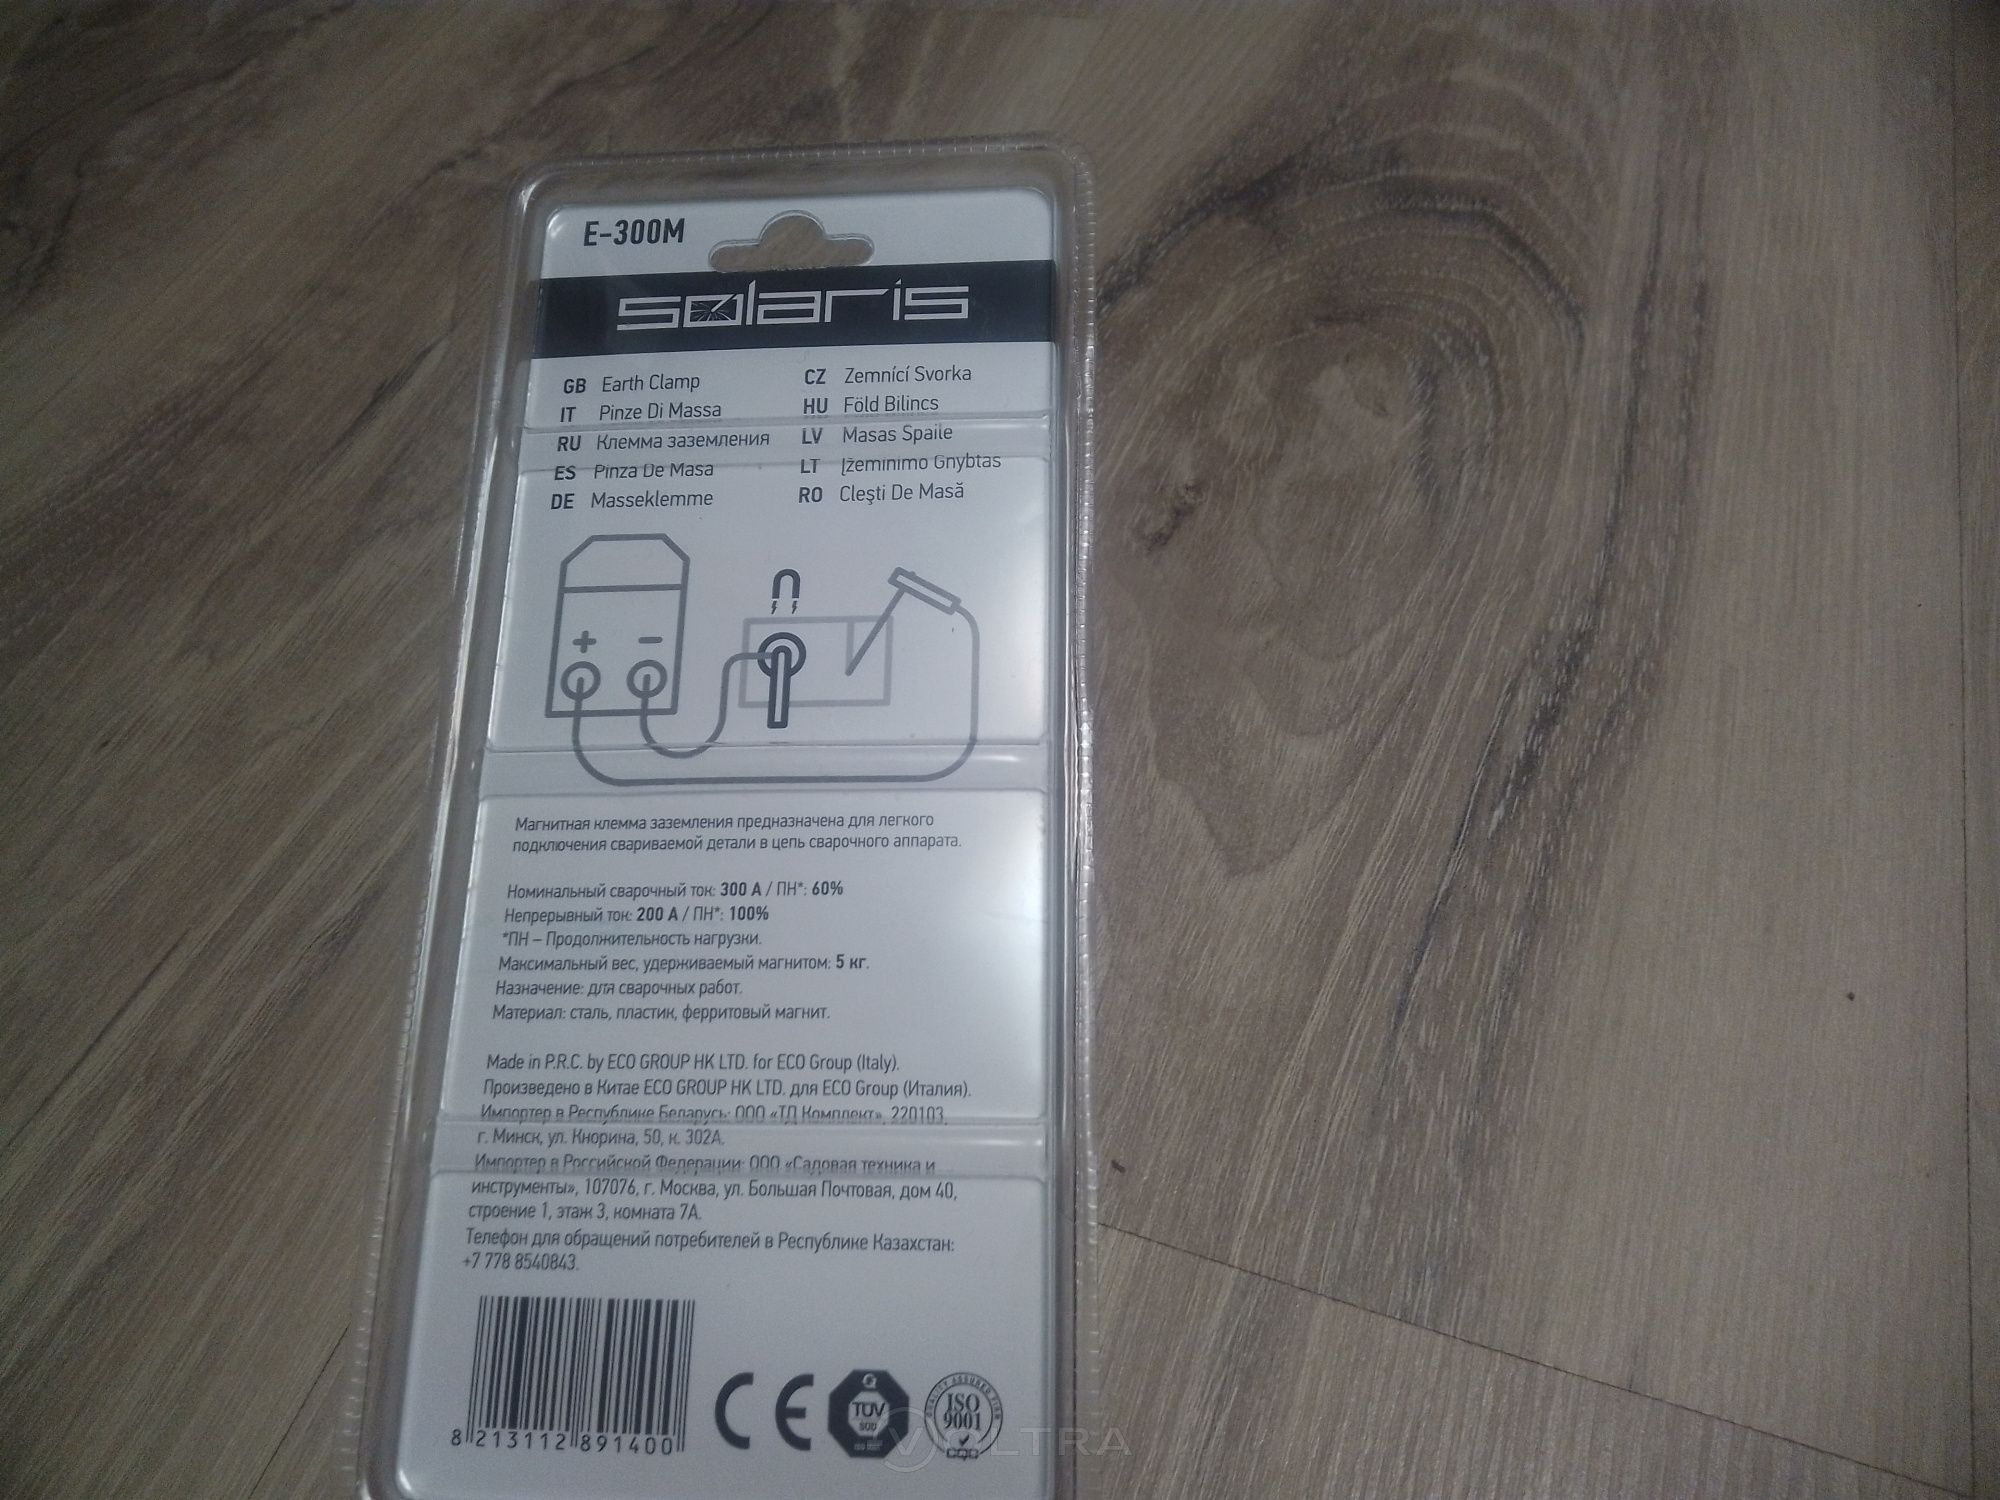 E-300M
solaris
GB Earth Clamp
IT Pinze Di Massa
RU Клемма заземления
ES Pinza De Masa
DE Masseklemme
CZ Zemnící Svorka
HU Föld Bilincs
LV Masas Spaile
LT Įžeminimo Gnybtas
RO Cleşti De Masă
+ −
Магнитная клемма заземления предназначена для легкого
подключения свариваемой детали в цепь сварочного аппарата.
Номинальный сварочный ток: 300 А / ПН*: 60%
Непрерывный ток: 200 А / ПН*: 100%
*ПН – Продолжительность нагрузки.
Максимальный вес, удерживаемый магнитом: 5 кг.
Назначение: для сварочных работ.
Материал: сталь, пластик, ферритовый магнит.
Made in P.R.C. by ECO GROUP HK LTD. for ECO Group (Italy).
Произведено в Китае ECO GROUP HK LTD. для ECO Group (Италия).
Импортер в Республике Беларусь: ООО «ТД Комплект», 220103,
г. Минск, ул. Кнорина, 50, к. 302А.
Импортер в Российской Федерации: ООО «Садовая техника и
инструменты», 107076, г. Москва, ул. Большая Почтовая, дом 40,
строение 1, этаж 3, комната 7А.
Телефон для обращений потребителей в Республике Казахстан:
+7 778 8540843.
8 213112 891400
CE
TÜV
QUALITY ASSURED FIRM
ISO
9001
CQC
VOLTRA